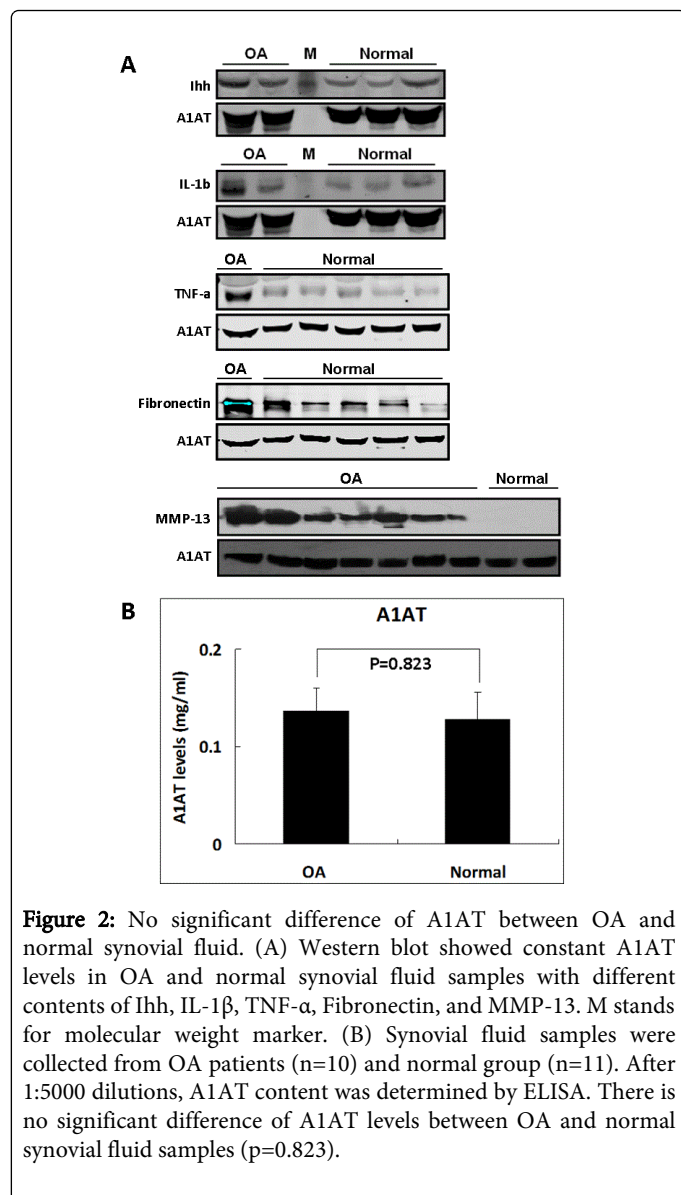 A
OA M Normal
Ihh
A1AT
OA M Normal
IL-1b
A1AT
OA Normal
TNF-a
A1AT
OA Normal
Fibronectin
A1AT
OA Normal
MMP-13
A1AT
B
A1AT
0.2
P=0.823
0.1
0
A1AT levels (mg/ml)
OA Normal
Figure 2: No significant difference of A1AT between OA and
normal synovial fluid. (A) Western blot showed constant A1AT
levels in OA and normal synovial fluid samples with different
contents of Ihh, IL-1β, TNF-α, Fibronectin, and MMP-13. M stands
for molecular weight marker. (B) Synovial fluid samples were
collected from OA patients (n=10) and normal group (n=11). After
1:5000 dilutions, A1AT content was determined by ELISA. There is
no significant difference of A1AT levels between OA and normal
synovial fluid samples (p=0.823).